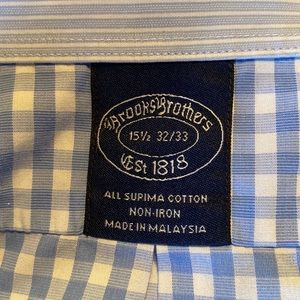 Brooks Brothers
15½ 32/33
Est 1818
ALL SUPIMA COTTON
NON-IRON
MADE IN MALAYSIA